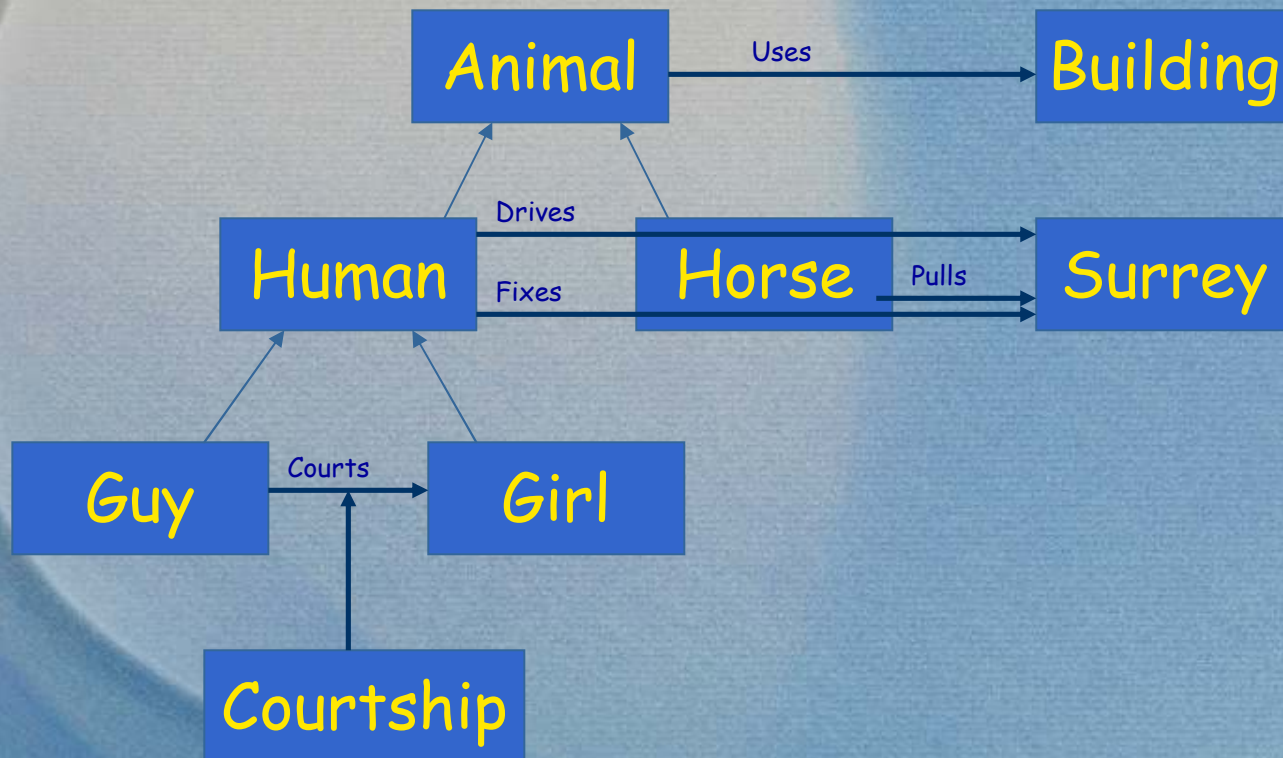 Animal
Uses
Building
Human
Drives
Fixes
Horse
Pulls
Surrey
Guy
Courts
Girl
Courtship